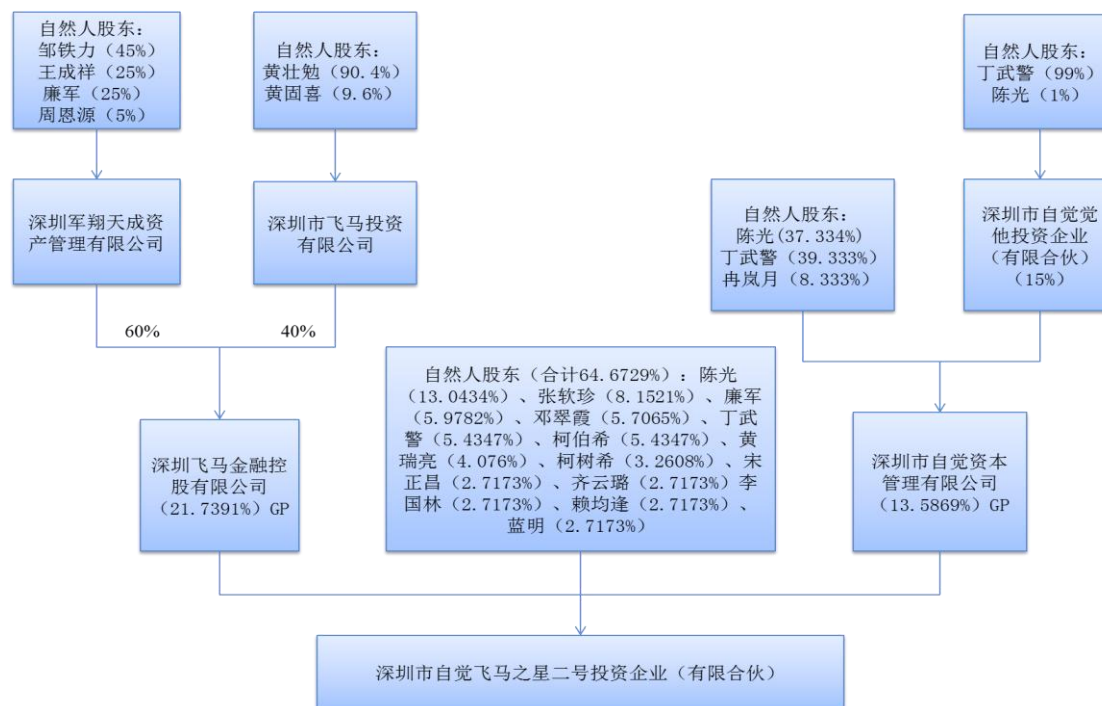 自然人股东：
邹铁力（45%）
王成祥（25%）
廉军（25%）
周恩源（5%）
自然人股东：
黄壮勉（90.4%）
黄固喜（9.6%）
自然人股东：
丁武警（99%）
陈光（1%）
深圳军翔天成资
产管理有限公司
深圳市飞马投资
有限公司
自然人股东：
陈光(37.334%)
丁武警（39.333%）
冉岚月（8.333%）
深圳市自觉觉
他投资企业
（有限合伙）
（15%）
60%
40%
自然人股东（合计64.6729%）：陈光
（13.0434%）、张软珍（8.1521%）、廉军
（5.9782%）、邓翠霞（5.7065%）、丁武
警（5.4347%）、柯伯希（5.4347%）、黄
瑞亮（4.076%）、柯树希（3.2608%）、宋
正昌（2.7173%）、齐云璐（2.7173%）李
国林（2.7173%）、赖均逢（2.7173%）、
蓝明（2.7173%）
深圳飞马金融控
股有限公司
（21.7391%）GP
深圳市自觉资本
管理有限公司
（13.5869%）GP
深圳市自觉飞马之星二号投资企业（有限合伙）